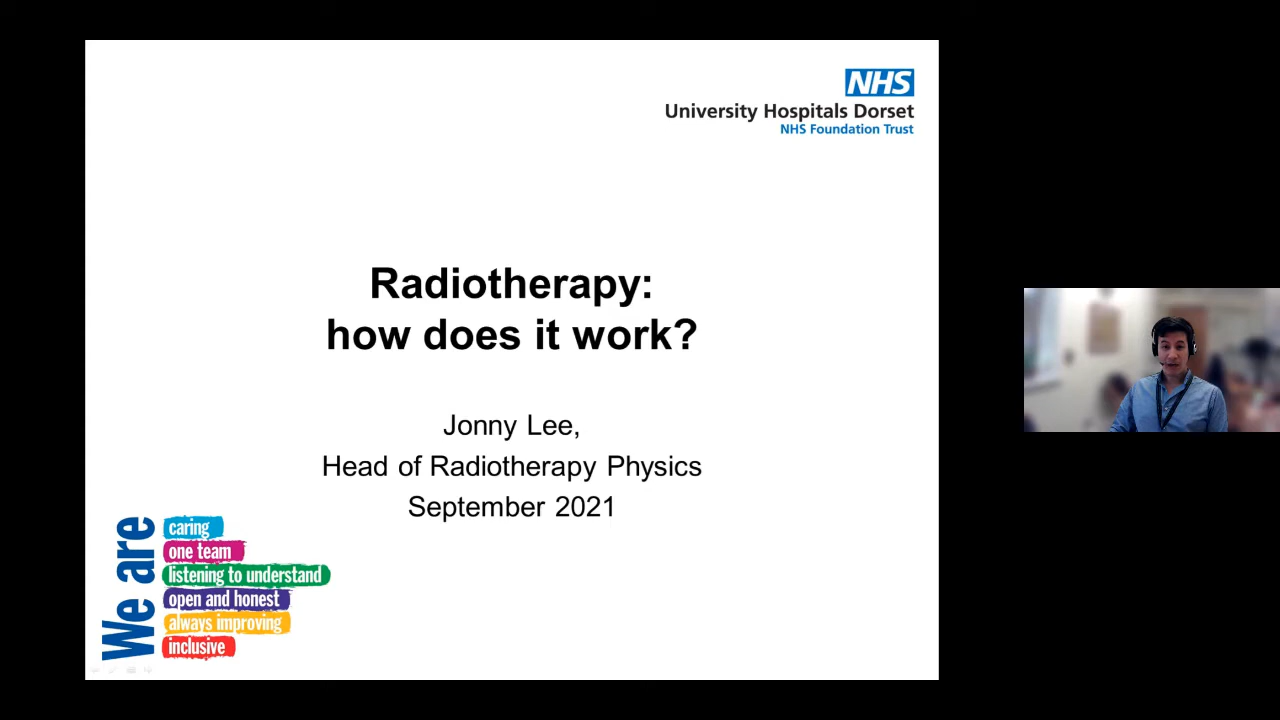 NHS
University Hospitals Dorset
NHS Foundation Trust
Radiotherapy:
how does it work?
Jonny Lee,
Head of Radiotherapy Physics
September 2021
We are
caring
one team
listening to understand
open and honest
always improving
inclusive